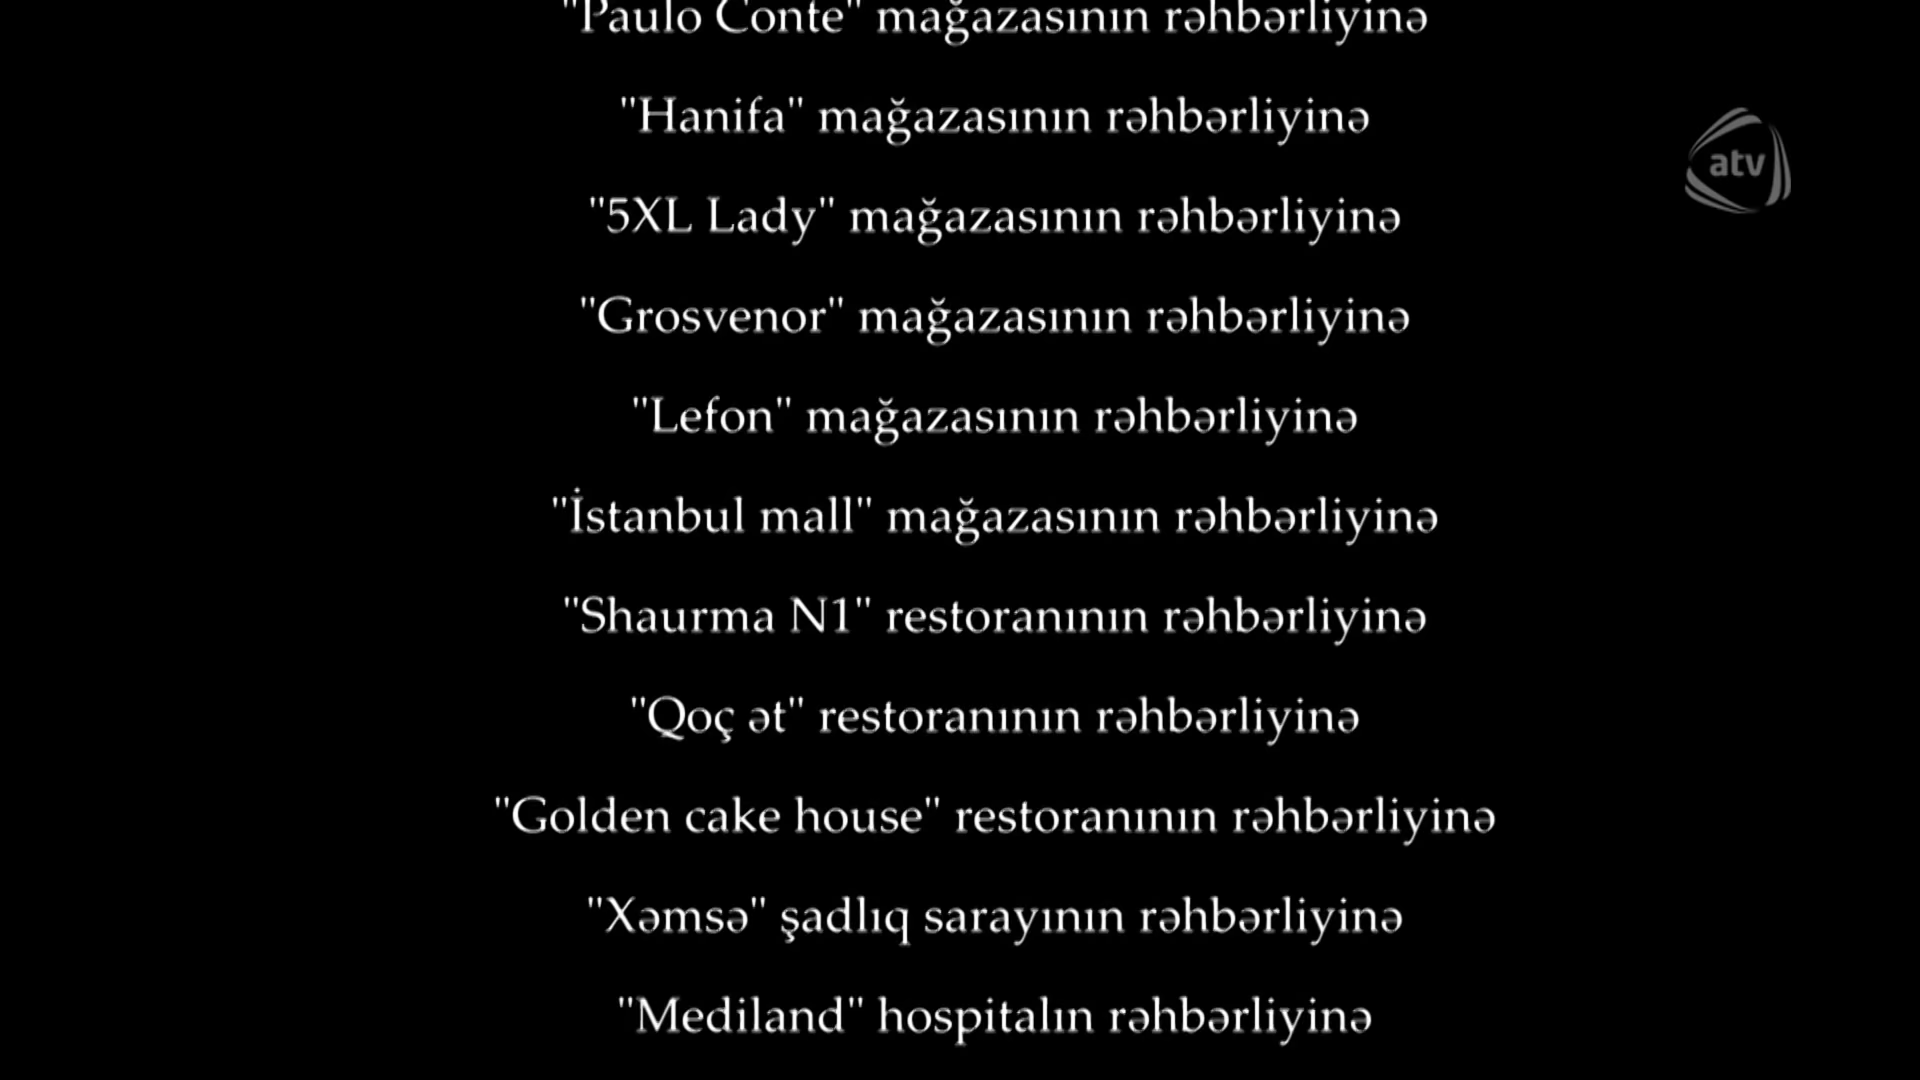 "Paulo Conte" mağazasının rəhbərliyinə
"Hanifa" mağazasının rəhbərliyinə
atv
"5XL Lady" mağazasının rəhbərliyinə
"Grosvenor" mağazasının rəhbərliyinə
"Lefon" mağazasının rəhbərliyinə
"İstanbul mall" mağazasının rəhbərliyinə
"Shaurma N1" restoranının rəhbərliyinə
"Qoç ət" restoranının rəhbərliyinə
"Golden cake house" restoranının rəhbərliyinə
"Xəmsə" şadlıq sarayının rəhbərliyinə
"Mediland" hospitalın rəhbərliyinə